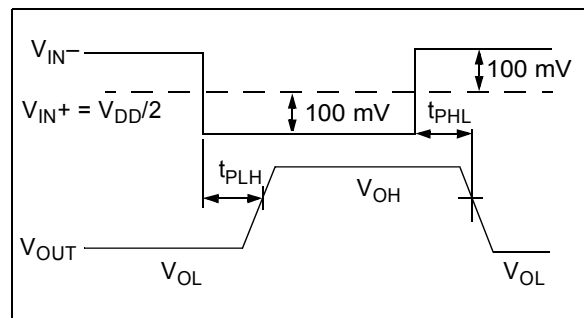 V_IN–
100 mV
V_IN+ = V_DD/2
100 mV
t_PHL
t_PLH
V_OH
V_OUT
V_OL
V_OL